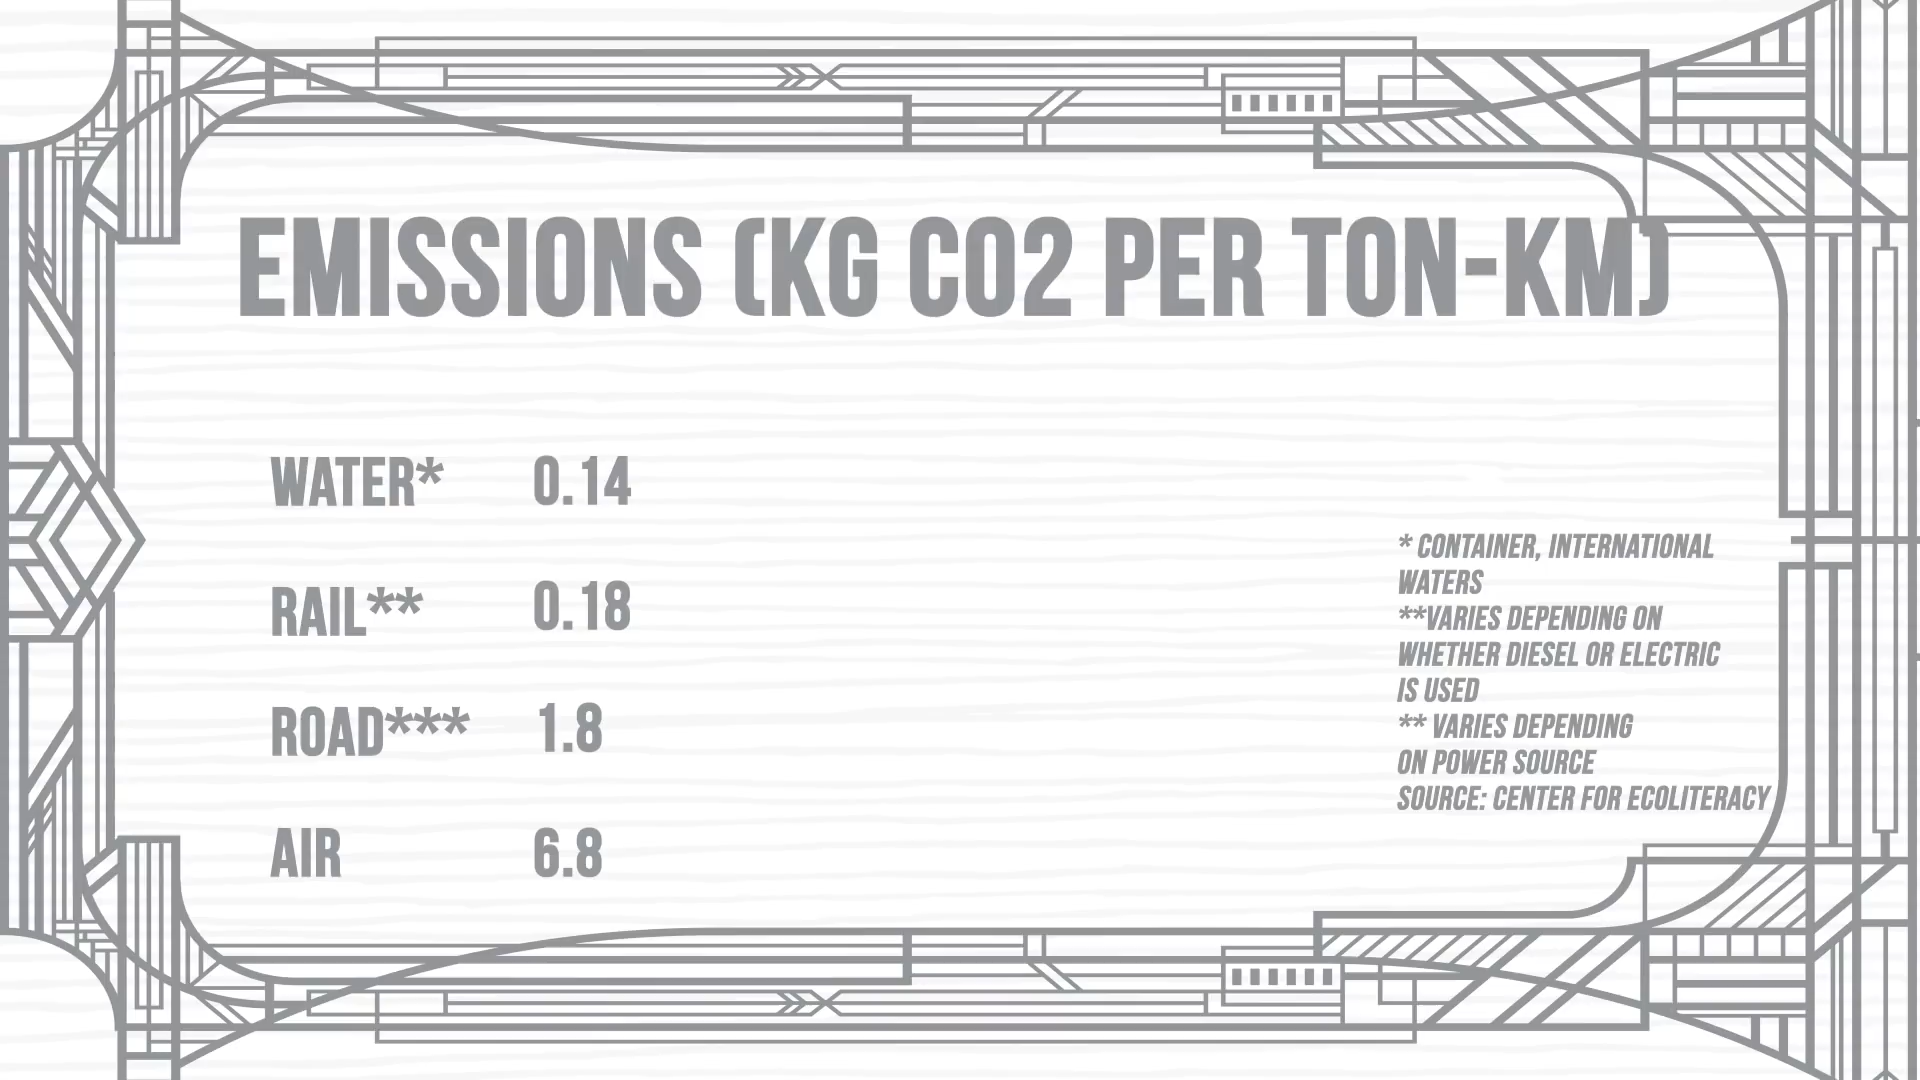 EMISSIONS (KG CO2 PER TON-KM)
WATER* 0.14
RAIL** 0.18
ROAD*** 1.8
AIR 6.8
* CONTAINER, INTERNATIONAL
WATERS
**VARIES DEPENDING ON
WHETHER DIESEL OR ELECTRIC
IS USED
** VARIES DEPENDING
ON POWER SOURCE
SOURCE: CENTER FOR ECOLITERACY